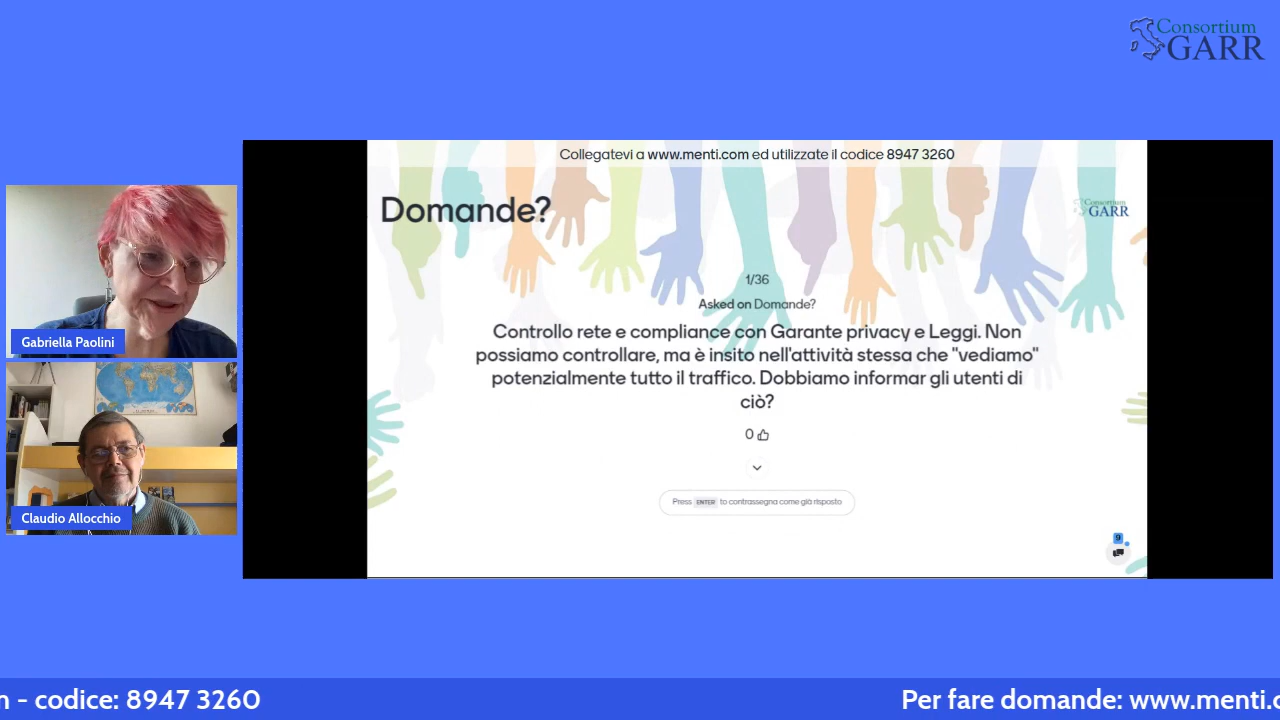 Consortium
GARR
Collegatevi a www.menti.com ed utilizzate il codice 8947 3260
Domande?
Consortium
GARR
1/36
Asked on Domande?
Controllo rete e compliance con Garante privacy e Leggi. Non
possiamo controllare, ma è insito nell'attività stessa che "vediamo"
potenzialmente tutto il traffico. Dobbiamo informar gli utenti di
ciò?
0
Press ENTER to contrassegna come già risposto
9
Gabriella Paolini
Claudio Allocchio
- codice: 8947 3260
Per fare domande: www.menti.